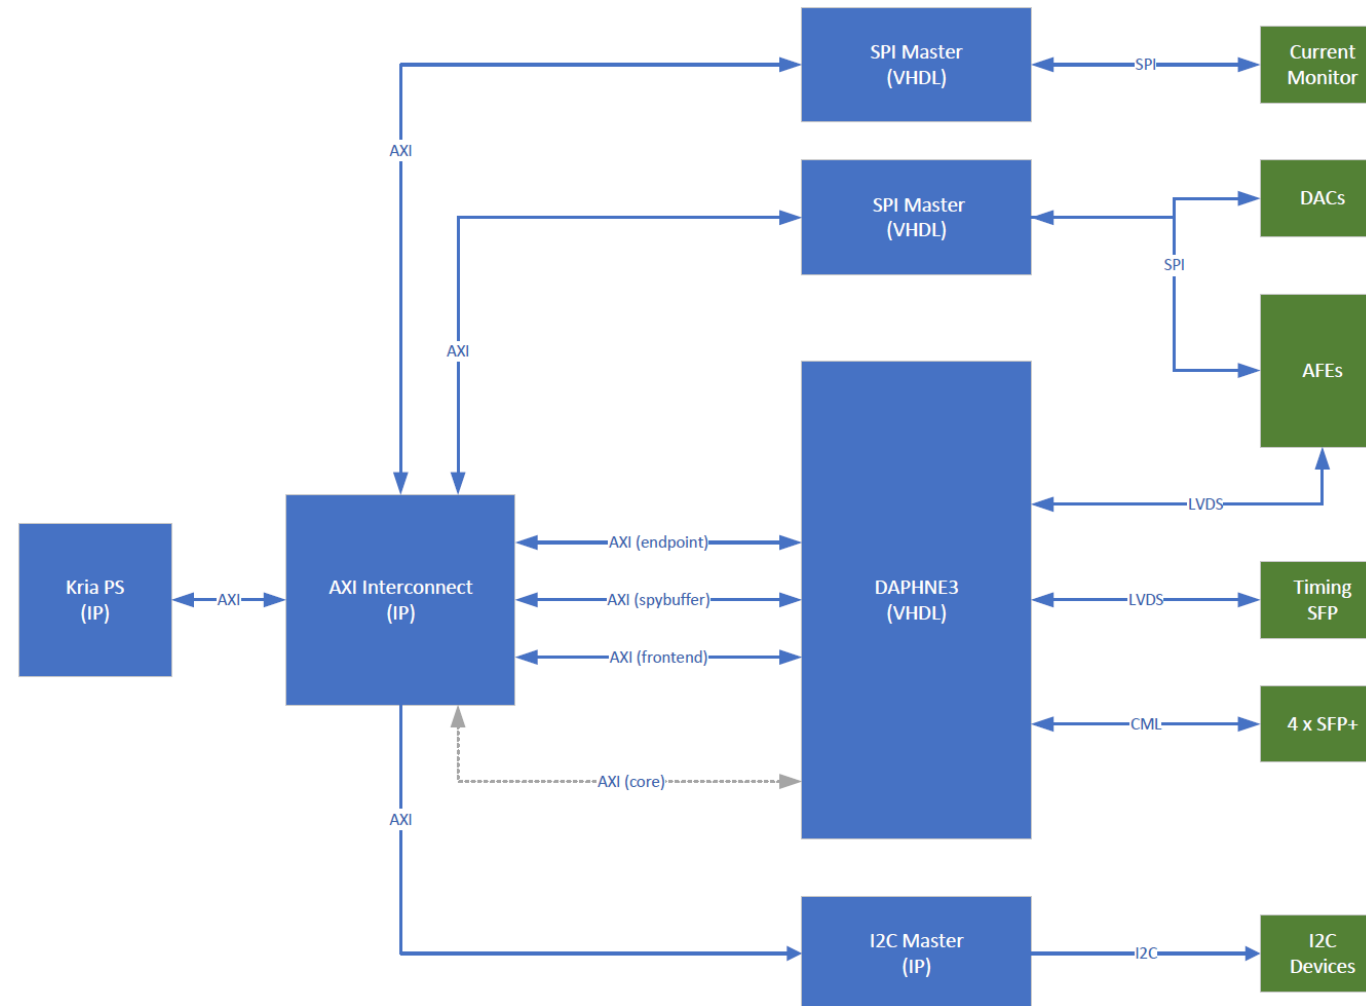 SPI Master
(VHDL)
SPI
Current
Monitor
AXI
SPI Master
(VHDL)
DACs
SPI
AXI
AFEs
LVDS
Kria PS
(IP)
AXI
AXI Interconnect
(IP)
AXI (endpoint)
AXI (spybuffer)
AXI (frontend)
AXI (core)
DAPHNE3
(VHDL)
LVDS
Timing
SFP
CML
4 x SFP+
AXI
I2C Master
(IP)
I2C
I2C
Devices